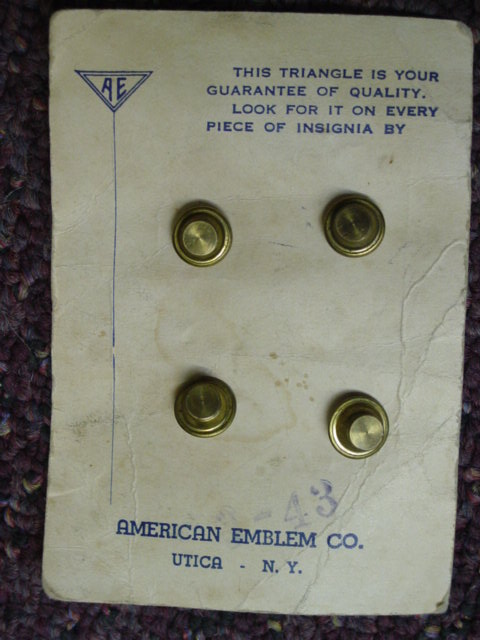 AE
THIS TRIANGLE IS YOUR
GUARANTEE OF QUALITY.
LOOK FOR IT ON EVERY
PIECE OF INSIGNIA BY
-43
AMERICAN EMBLEM CO.
UTICA - N. Y.